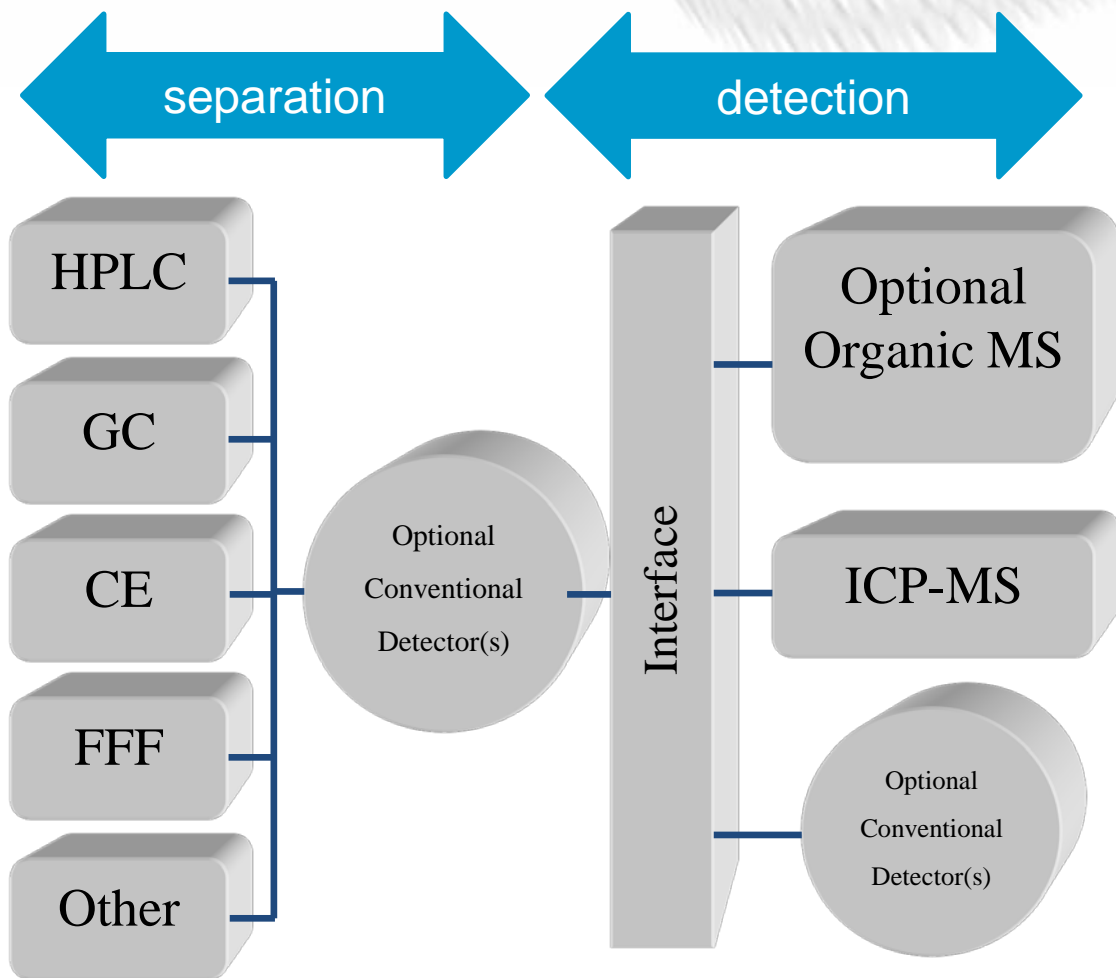 separation
detection
HPLC
GC
CE
FFF
Other
Optional
Conventional
Detector(s)
Interface
Optional
Organic MS
ICP-MS
Optional
Conventional
Detector(s)